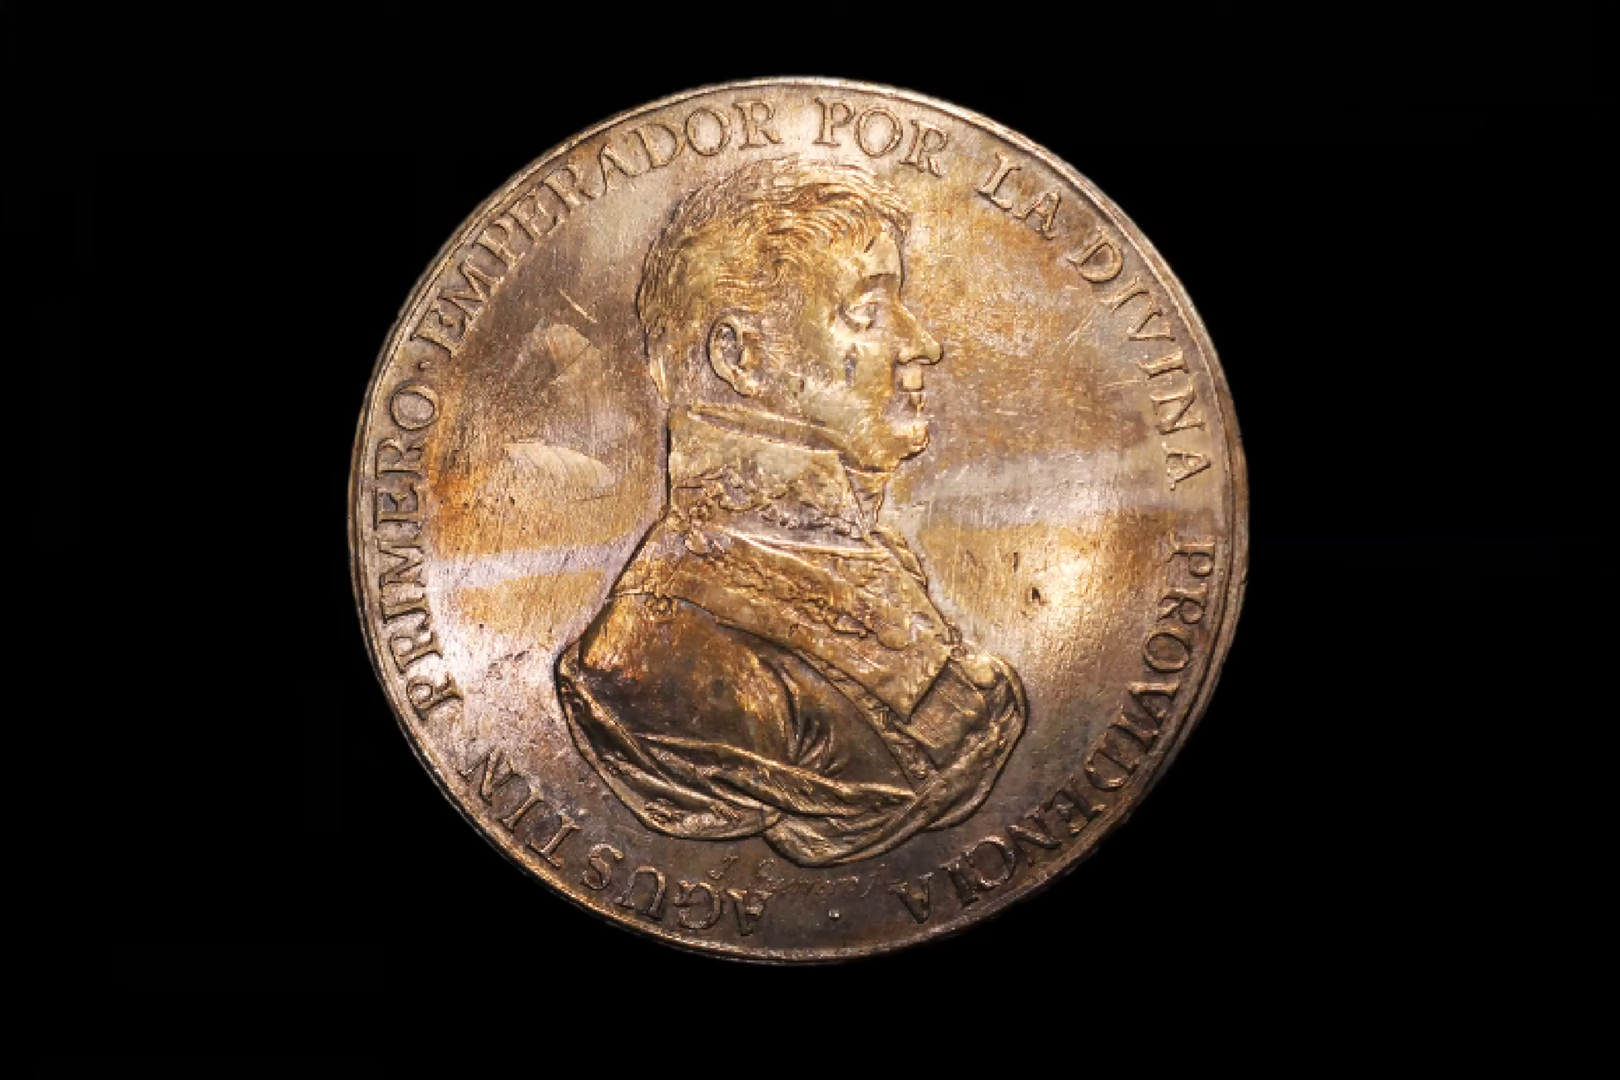 AGUSTIN PRIMERO · EMPERADOR POR LA DIVINA PROVIDENCIA ·